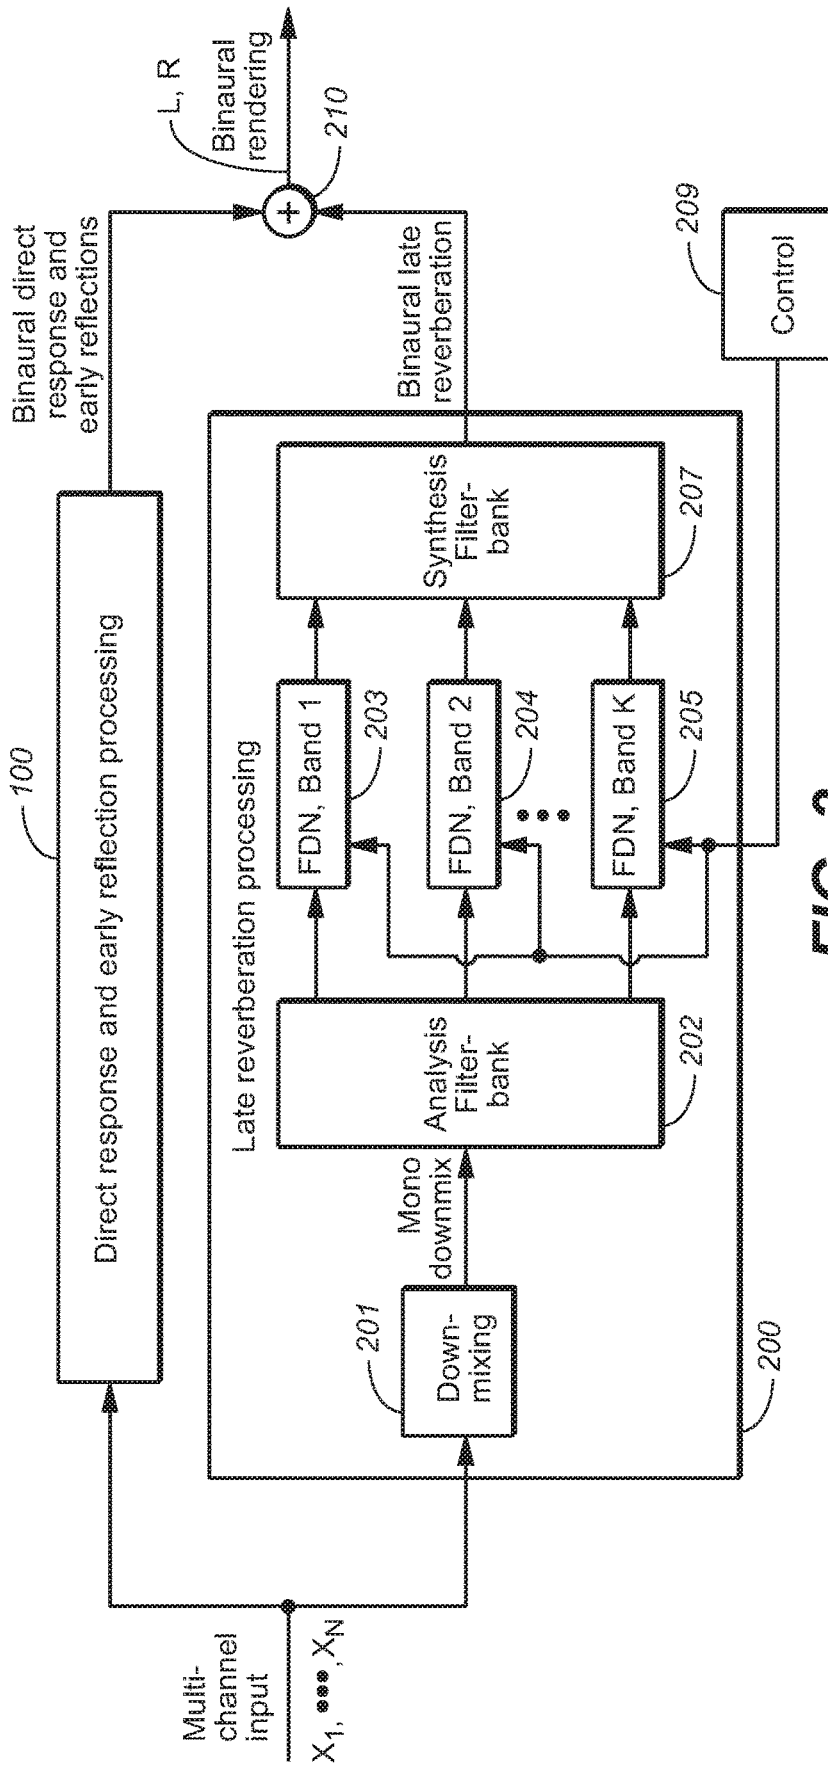 Multi-
channel
input
X1, •••, XN
100
Direct response and early reflection processing
Binaural direct
response and
early reflections
L, R
Binaural
rendering
+
210
Late reverberation processing
201
Down-
mixing
Mono
downmix
Analysis
Filter-
bank
202
FDN, Band 1
203
FDN, Band 2
204
•••
FDN, Band K
205
Synthesis
Filter-
bank
207
Binaural late
reverberation
200
209
Control